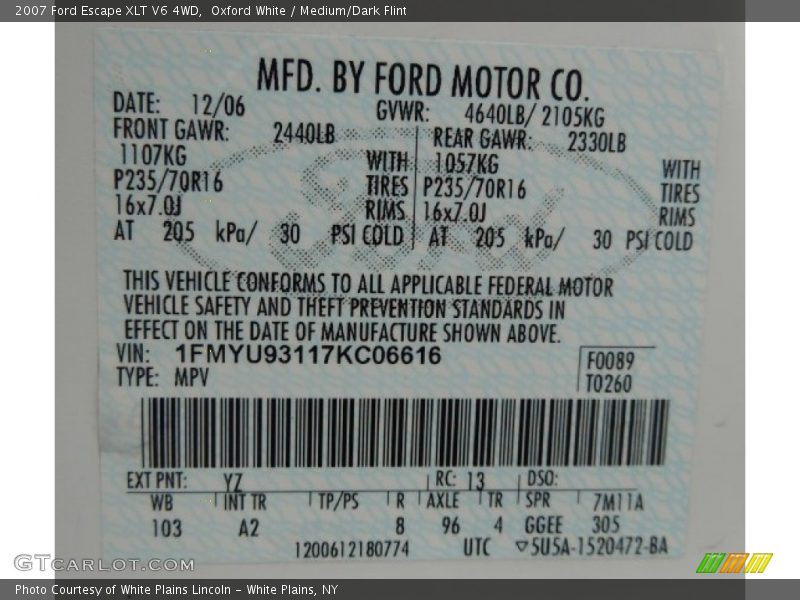 2007 Ford Escape XLT V6 4WD, Oxford White / Medium/Dark Flint
MFD. BY FORD MOTOR CO.
DATE: 12/06 GVWR: 4640LB/ 2105KG
FRONT GAWR: 2440LB REAR GAWR: 2330LB
1107KG WITH 1057KG WITH
P235/70R16 TIRES P235/70R16 TIRES
16x7.0J RIMS 16x7.0J RIMS
AT 205 kPa/ 30 PSI COLD AT 205 kPa/ 30 PSI COLD
Ford
THIS VEHICLE CONFORMS TO ALL APPLICABLE FEDERAL MOTOR
VEHICLE SAFETY AND THEFT PREVENTION STANDARDS IN
EFFECT ON THE DATE OF MANUFACTURE SHOWN ABOVE.
VIN: 1FMYU93117KC06616
TYPE: MPV
F0089
T0260
EXT PNT: YZ RC: 13 DSO:
WB INT TR TP/PS R AXLE TR SPR 7M11A
103 A2 8 96 4 GGEE 305
1200612180774 UTC ▽5U5A-1520472-BA
GTCARLOT.COM
Photo Courtesy of White Plains Lincoln - White Plains, NY